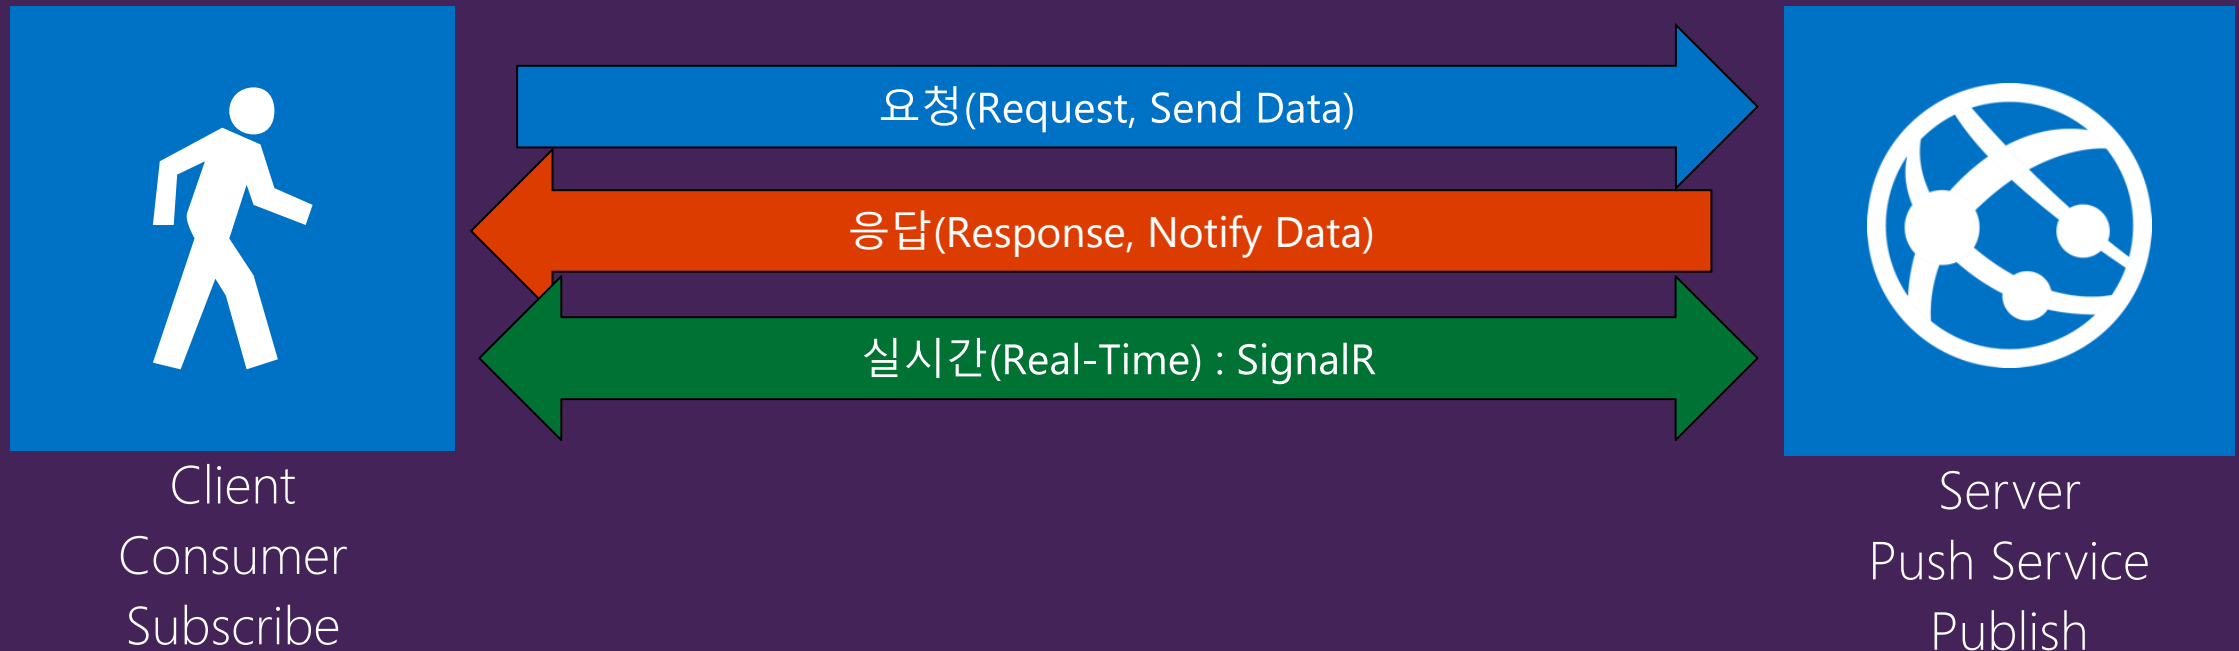 요청(Request, Send Data)
응답(Response, Notify Data)
실시간(Real-Time) : SignalR
Client
Consumer
Subscribe
Server
Push Service
Publish